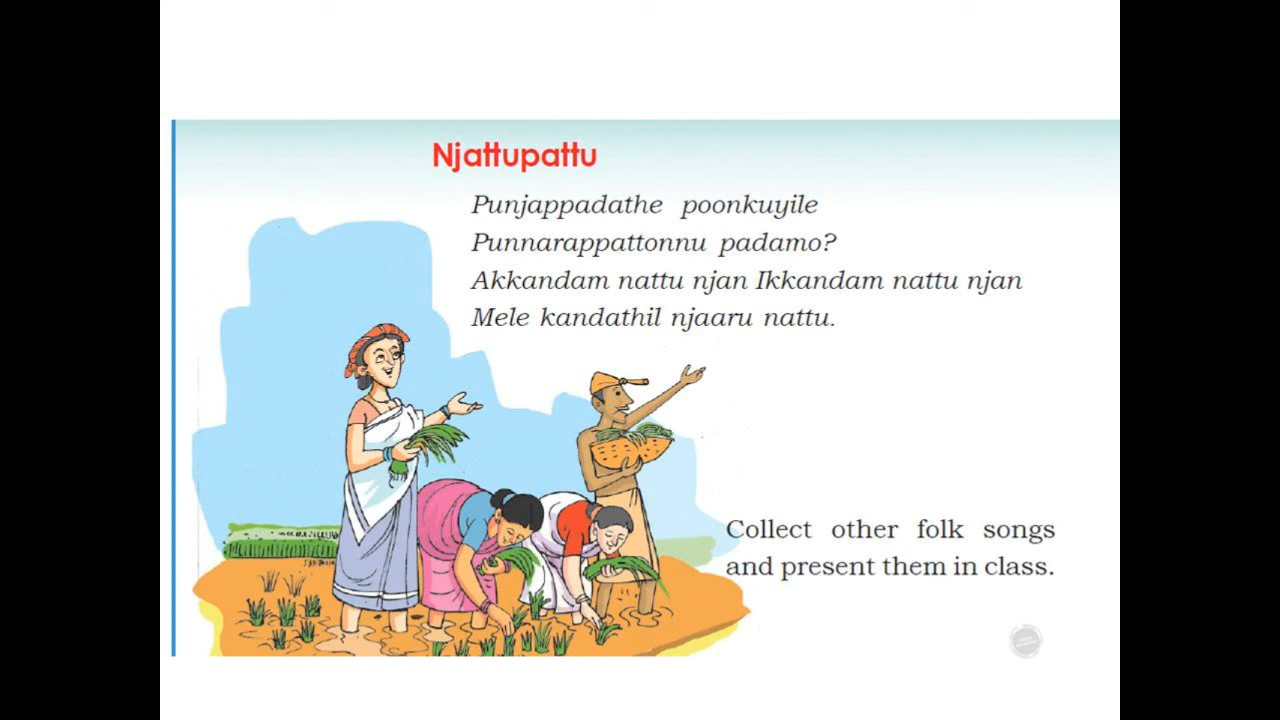 Njattupattu
Punjappadathe poonkuyile
Punnarappattonnu padamo?
Akkandam nattu njan Ikkandam nattu njan
Mele kandathil njaaru nattu.
Collect other folk songs
and present them in class.